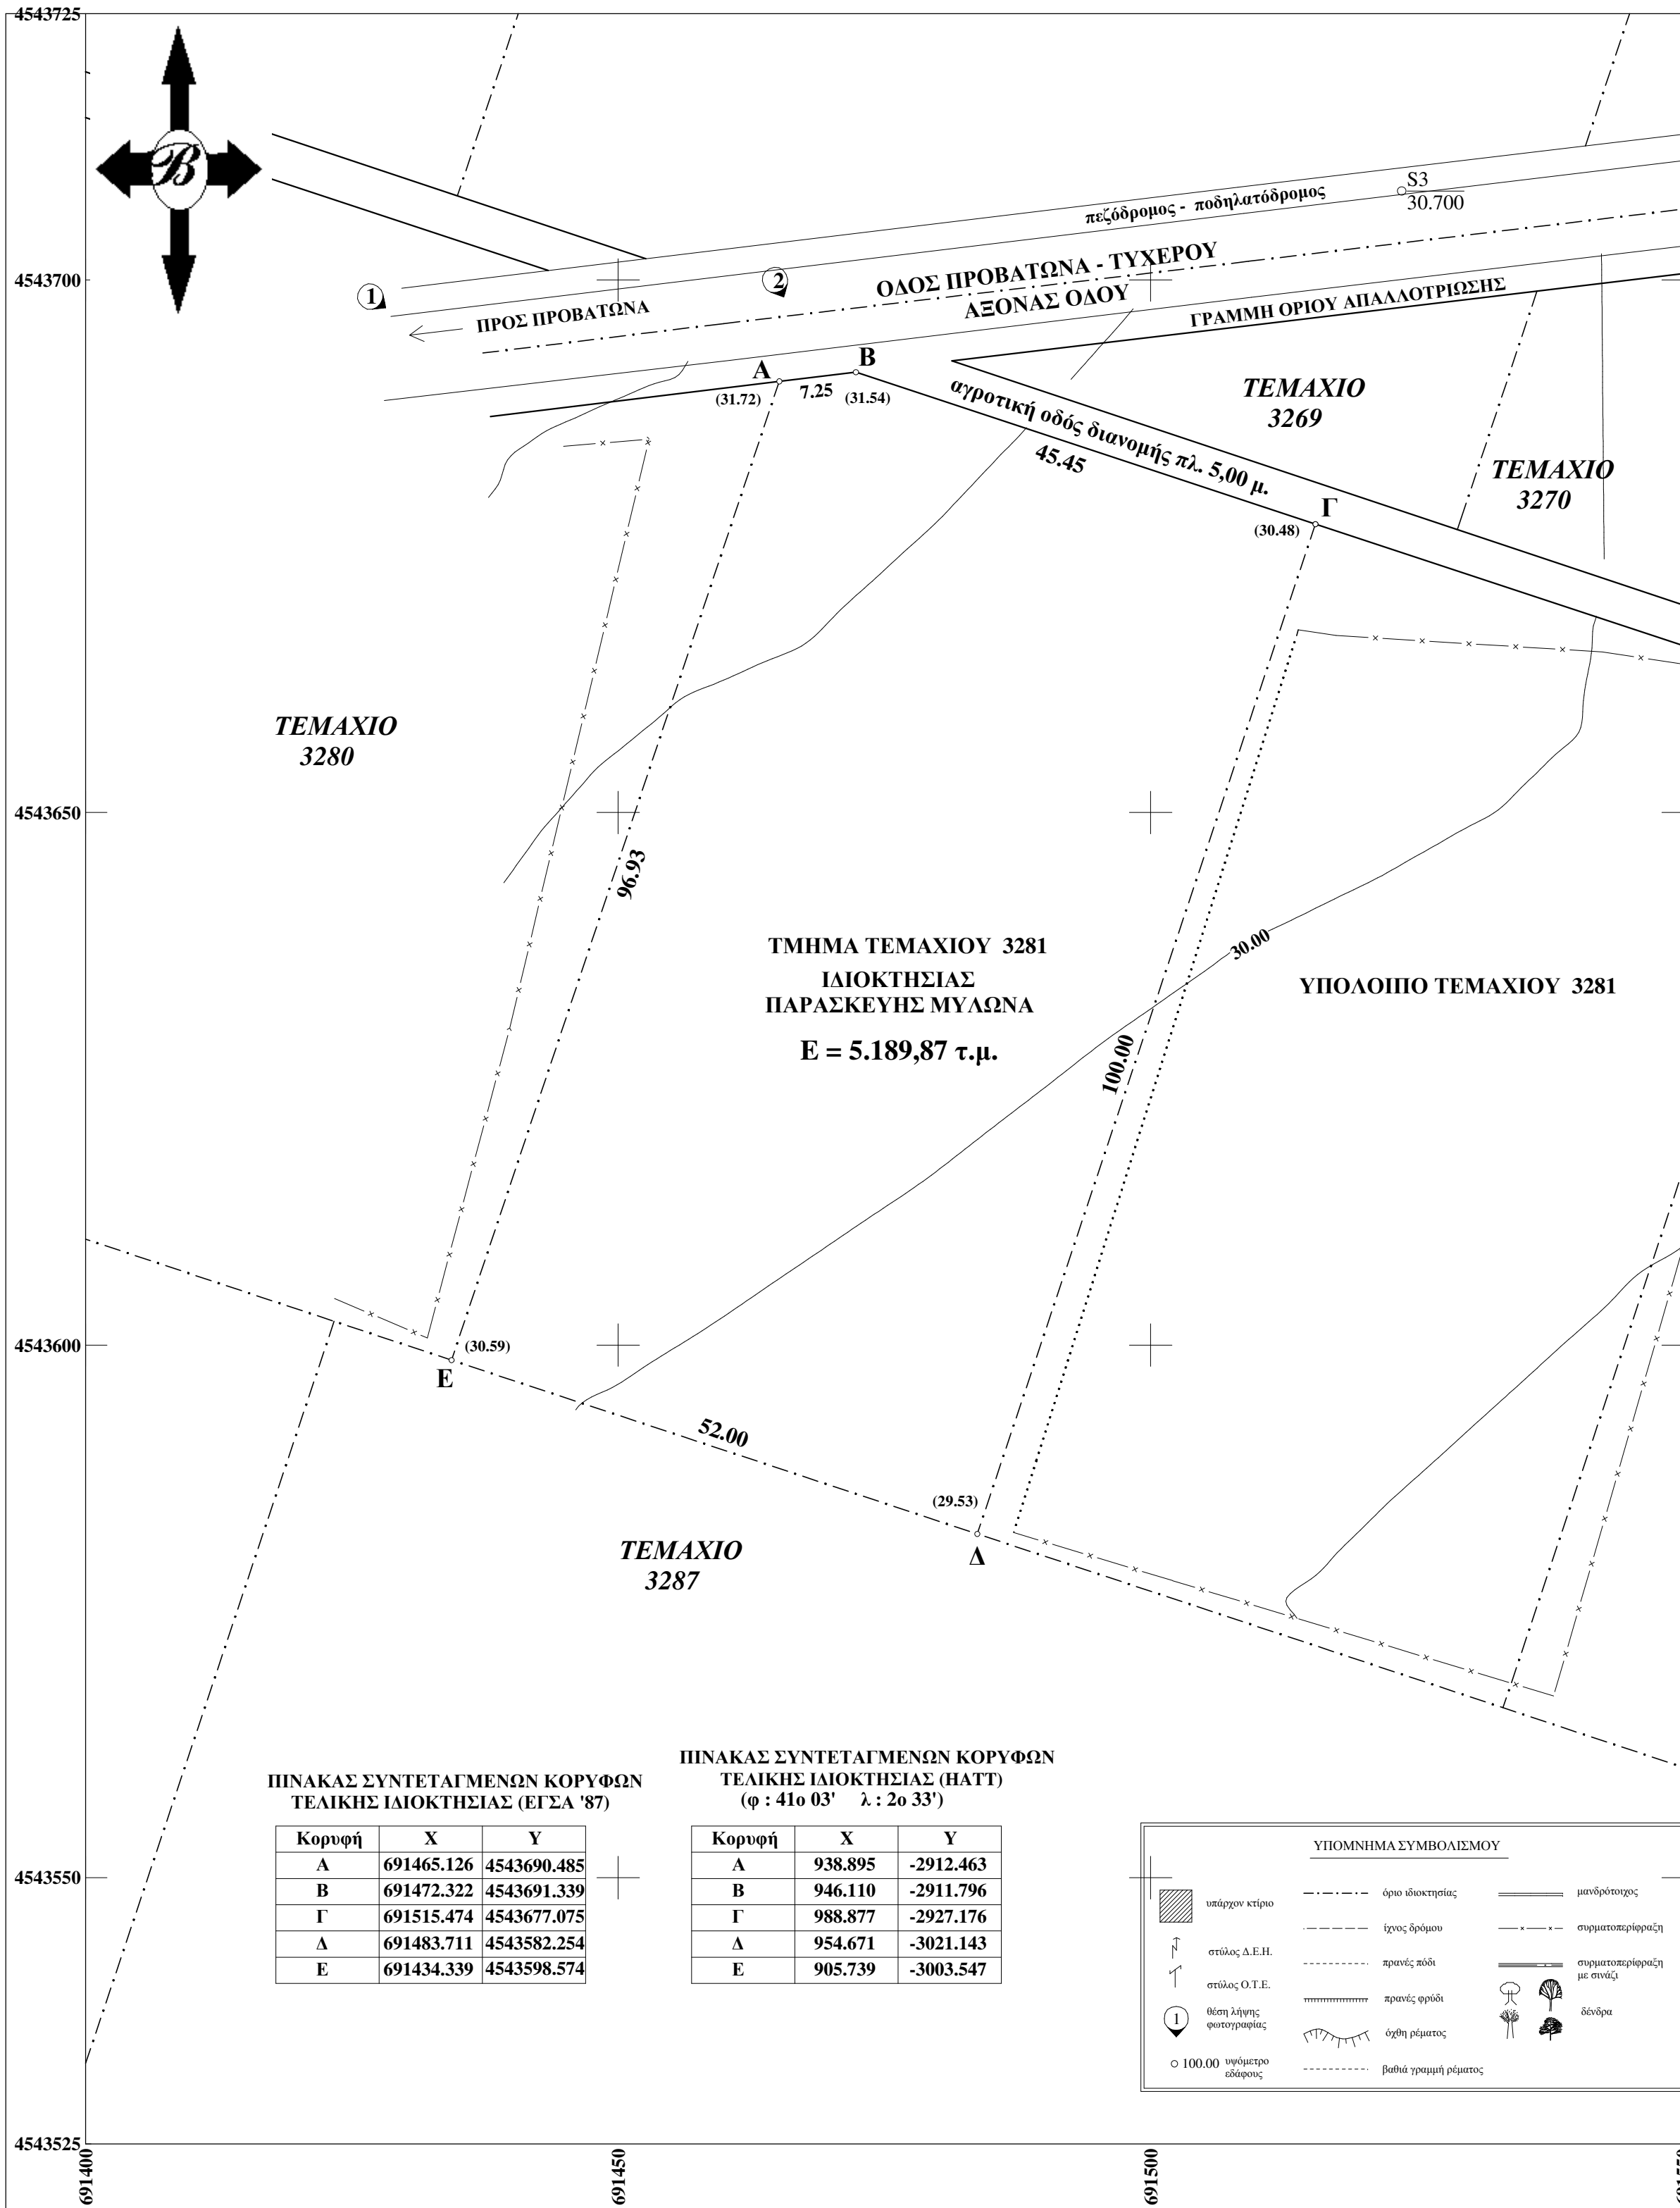 4543725
B
S3
30.700
πεζόδρομος - ποδηλατόδρομος
4543700
1
2
ΟΔΟΣ ΠΡΟΒΑΤΩΝΑ - ΤΥΧΕΡΟΥ
ΑΞΟΝΑΣ ΟΔΟΥ
ΠΡΟΣ ΠΡΟΒΑΤΩΝΑ
ΓΡΑΜΜΗ ΟΡΙΟΥ ΑΠΑΛΛΟΤΡΙΩΣΗΣ
Α
Β
(31.72)
7.25
(31.54)
αγροτική οδός διανομής πλ. 5,00 μ.
45.45
ΤΕΜΑΧΙΟ
3269
ΤΕΜΑΧΙΟ
3270
Γ
(30.48)
ΤΕΜΑΧΙΟ
3280
4543650
96.93
ΤΜΗΜΑ ΤΕΜΑΧΙΟΥ 3281
ΙΔΙΟΚΤΗΣΙΑΣ
ΠΑΡΑΣΚΕΥΗΣ ΜΥΛΩΝΑ
Ε = 5.189,87 τ.μ.
30.00
ΥΠΟΛΟΙΠΟ ΤΕΜΑΧΙΟΥ 3281
100.00
4543600
(30.59)
Ε
52.00
(29.53)
Δ
ΤΕΜΑΧΙΟ
3287
ΠΙΝΑΚΑΣ ΣΥΝΤΕΤΑΓΜΕΝΩΝ ΚΟΡΥΦΩΝ
ΤΕΛΙΚΗΣ ΙΔΙΟΚΤΗΣΙΑΣ (ΕΓΣΑ '87)
Κορυφή X Y
Α 691465.126 4543690.485
Β 691472.322 4543691.339
Γ 691515.474 4543677.075
Δ 691483.711 4543582.254
Ε 691434.339 4543598.574
ΠΙΝΑΚΑΣ ΣΥΝΤΕΤΑΓΜΕΝΩΝ ΚΟΡΥΦΩΝ
ΤΕΛΙΚΗΣ ΙΔΙΟΚΤΗΣΙΑΣ (HATT)
(φ : 41ο 03' λ : 2ο 33')
Κορυφή X Y
Α 938.895 -2912.463
Β 946.110 -2911.796
Γ 988.877 -2927.176
Δ 954.671 -3021.143
Ε 905.739 -3003.547
4543550
ΥΠΟΜΝΗΜΑ ΣΥΜΒΟΛΙΣΜΟΥ
υπάρχον κτίριο
στύλος Δ.Ε.Η.
στύλος Ο.Τ.Ε.
1
θέση λήψης
φωτογραφίας
100.00 υψόμετρο
εδάφους
όριο ιδιοκτησίας
ίχνος δρόμου
πρανές πόδι
πρανές φρύδι
όχθη ρέματος
βαθιά γραμμή ρέματος
μανδρότοιχος
συρματοπερίφραξη
συρματοπερίφραξη
με σινάζι
δένδρα
4543525
691400
691450
691500